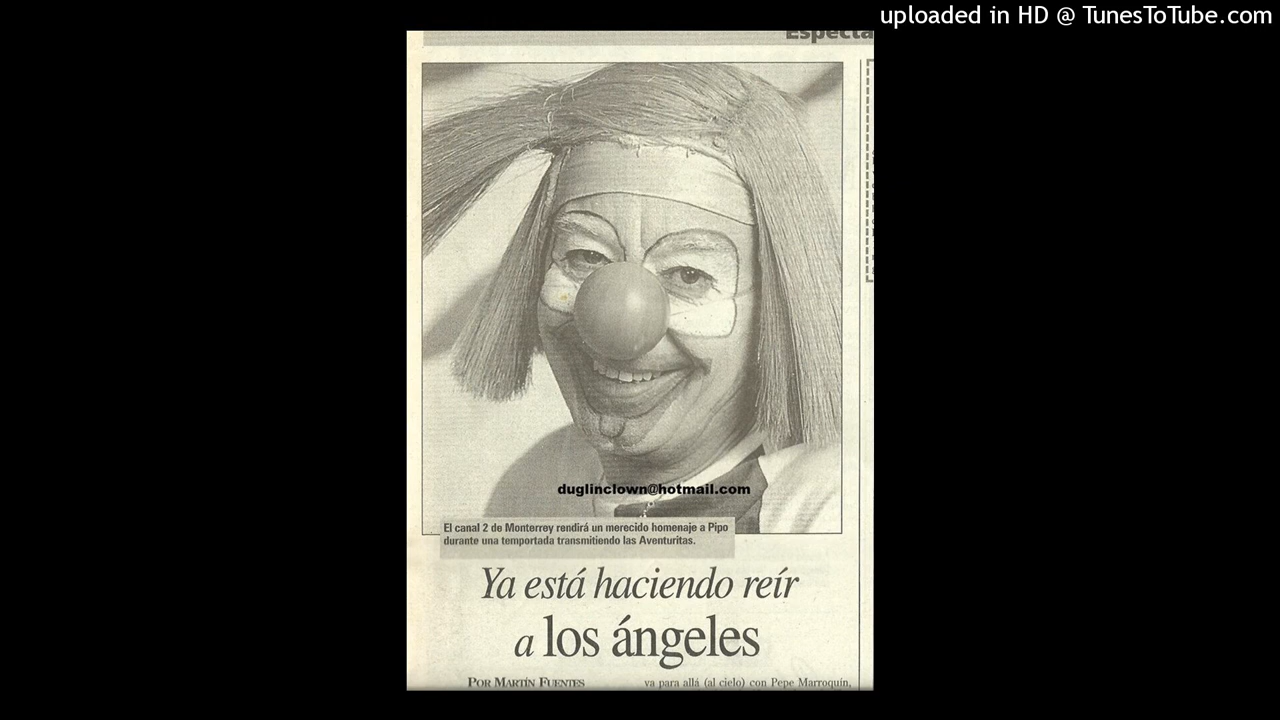 uploaded in HD @ TunesToTube.com
Especta
duglinclown@hotmail.com
El canal 2 de Monterrey rendirá un merecido homenaje a Pipo
durante una temportada transmitiendo las Aventuritas.
Ya está haciendo reír
a los ángeles
POR MARTÍN FUENTES
va para allá (al cielo) con Pepe Marroquín,